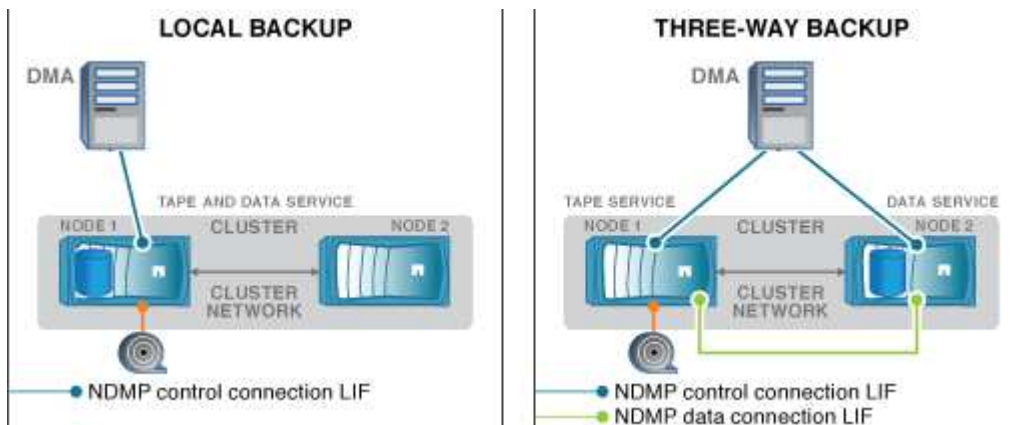 LOCAL BACKUP
DMA
TAPE AND DATA SERVICE
NODE 1
CLUSTER
NODE 2
CLUSTER
NETWORK
NDMP control connection LIF
THREE-WAY BACKUP
DMA
TAPE SERVICE
DATA SERVICE
NODE 1
CLUSTER
NODE 2
CLUSTER
NETWORK
NDMP control connection LIF
NDMP data connection LIF